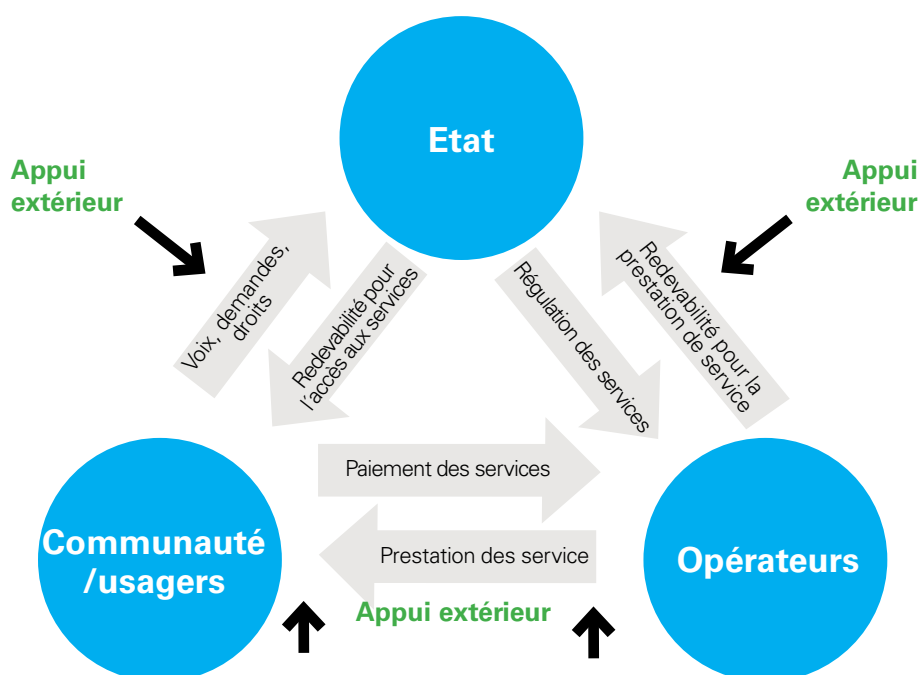 Etat
Appui
extérieur
Appui
extérieur
Voix, demandes,
droits
Redevabilité pour
l´accès aux services
Régulation des services
Redevabilité pour la
prestation de service
Paiement des services
Communauté
/usagers
Prestation des service
Opérateurs
Appui extérieur